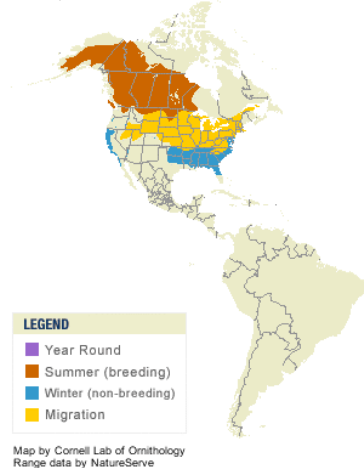 LEGEND
Year Round
Summer (breeding)
Winter (non-breeding)
Migration
Map by Cornell Lab of Ornithology
Range data by NatureServe